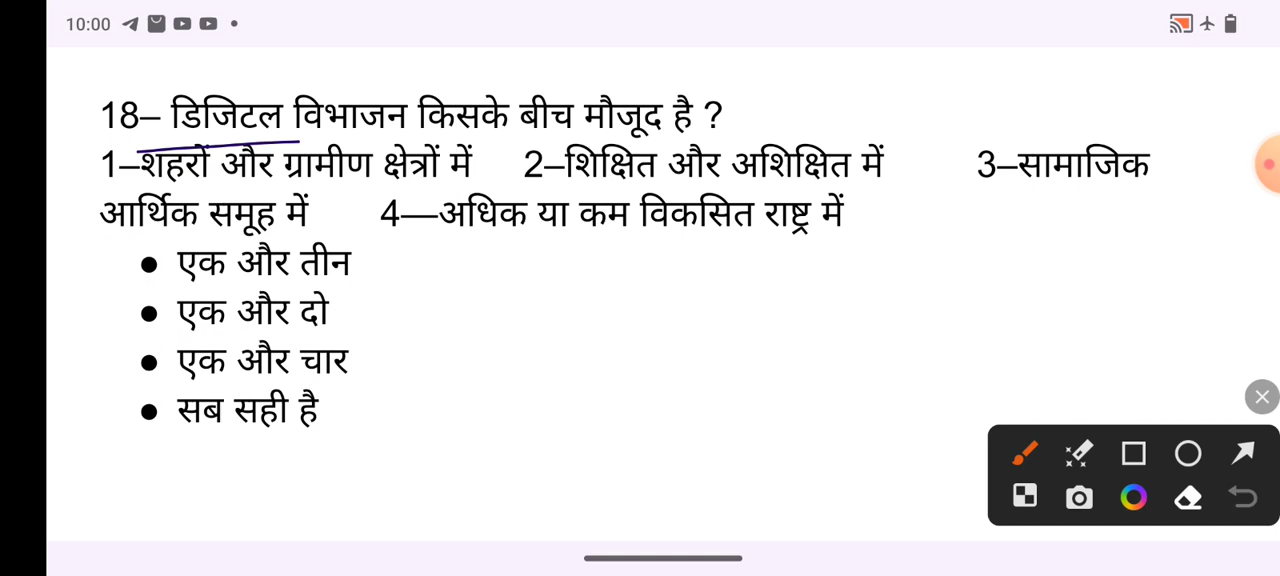 10:00
18– डिजिटल विभाजन किसके बीच मौजूद है ?
1–शहरों और ग्रामीण क्षेत्रों में 2–शिक्षित और अशिक्षित में 3–सामाजिक
आर्थिक समूह में 4––अधिक या कम विकसित राष्ट्र में
● एक और तीन
● एक और दो
● एक और चार
● सब सही है